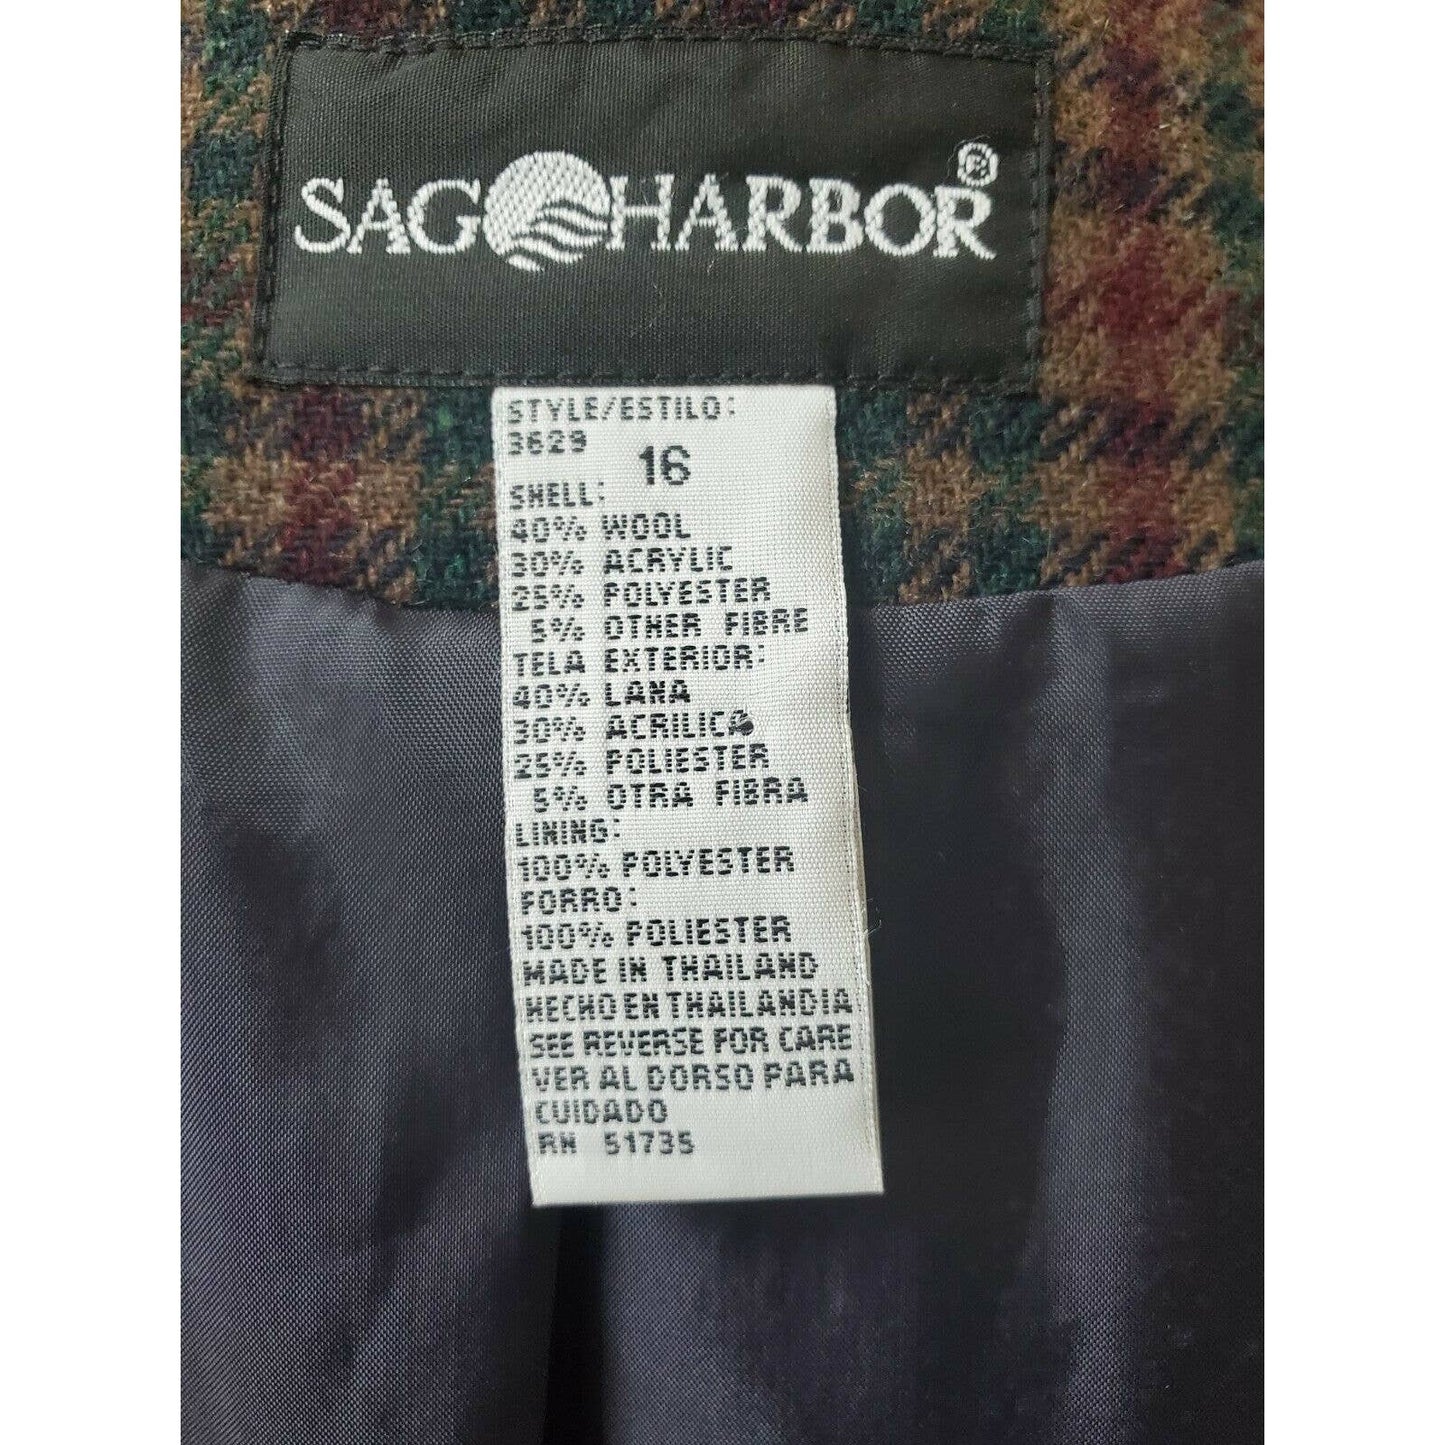 SAG HARBOR®
STYLE/ESTILO:
3629
16
SHELL:
40% WOOL
30% ACRYLIC
25% POLYESTER
5% OTHER FIBRE
TELA EXTERIOR:
40% LANA
30% ACRILICA
25% POLIESTER
5% OTRA FIBRA
LINING:
100% POLYESTER
FORRO:
100% POLIESTER
MADE IN THAILAND
HECHO EN THAILANDIA
SEE REVERSE FOR CARE
VER AL DORSO PARA
CUIDADO
RN 51735